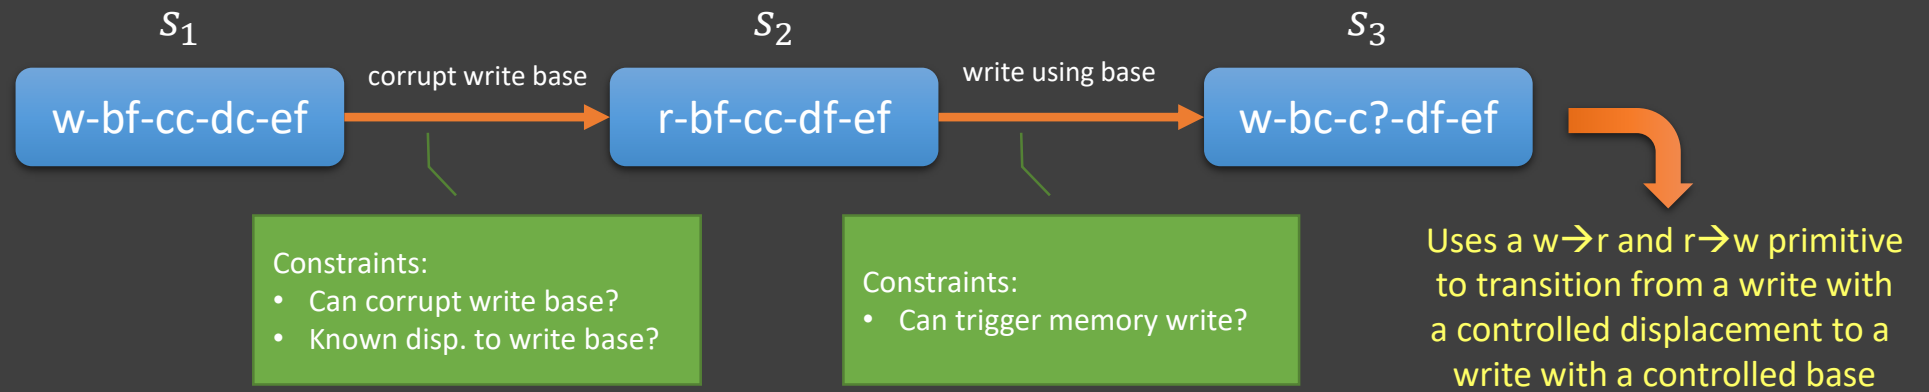 S₁
S₂
S₃
w-bf-cc-dc-ef
corrupt write base
r-bf-cc-df-ef
write using base
w-bc-c?-df-ef
Constraints:
• Can corrupt write base?
• Known disp. to write base?
Constraints:
• Can trigger memory write?
Uses a w→r and r→w primitive
to transition from a write with
a controlled displacement to a
write with a controlled base